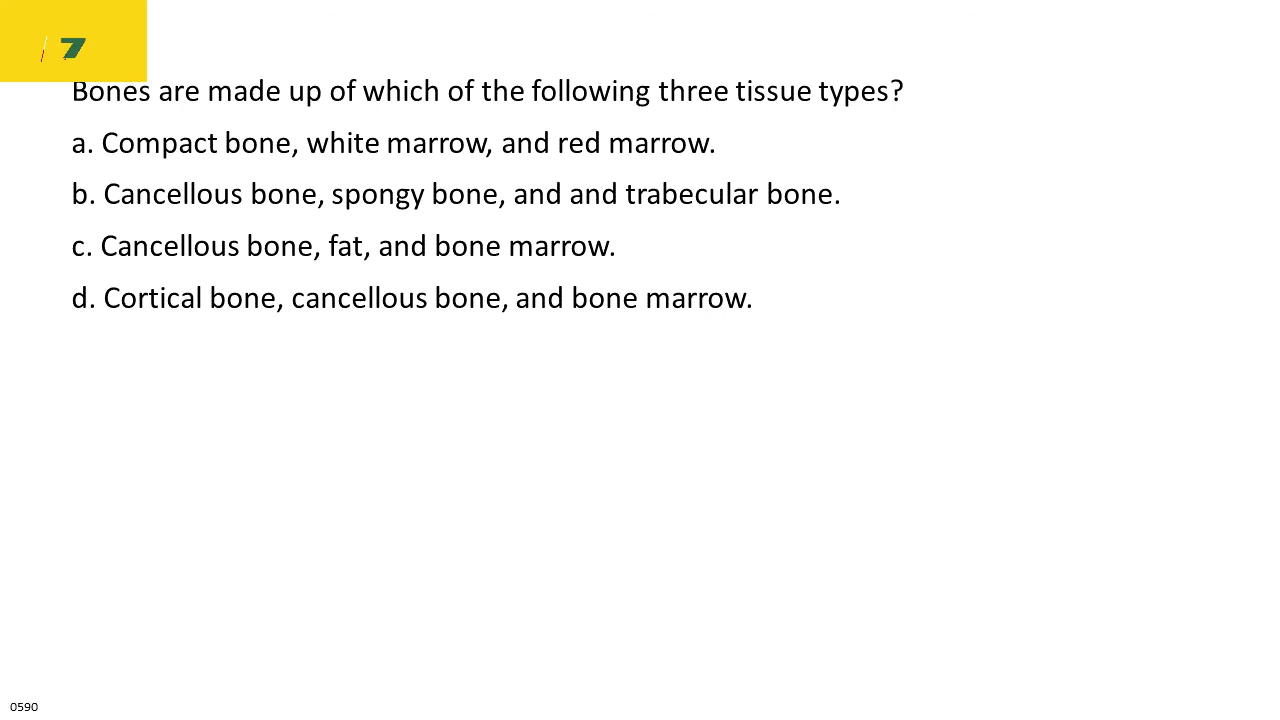 7
Bones are made up of which of the following three tissue types?
a. Compact bone, white marrow, and red marrow.
b. Cancellous bone, spongy bone, and and trabecular bone.
c. Cancellous bone, fat, and bone marrow.
d. Cortical bone, cancellous bone, and bone marrow.
0590